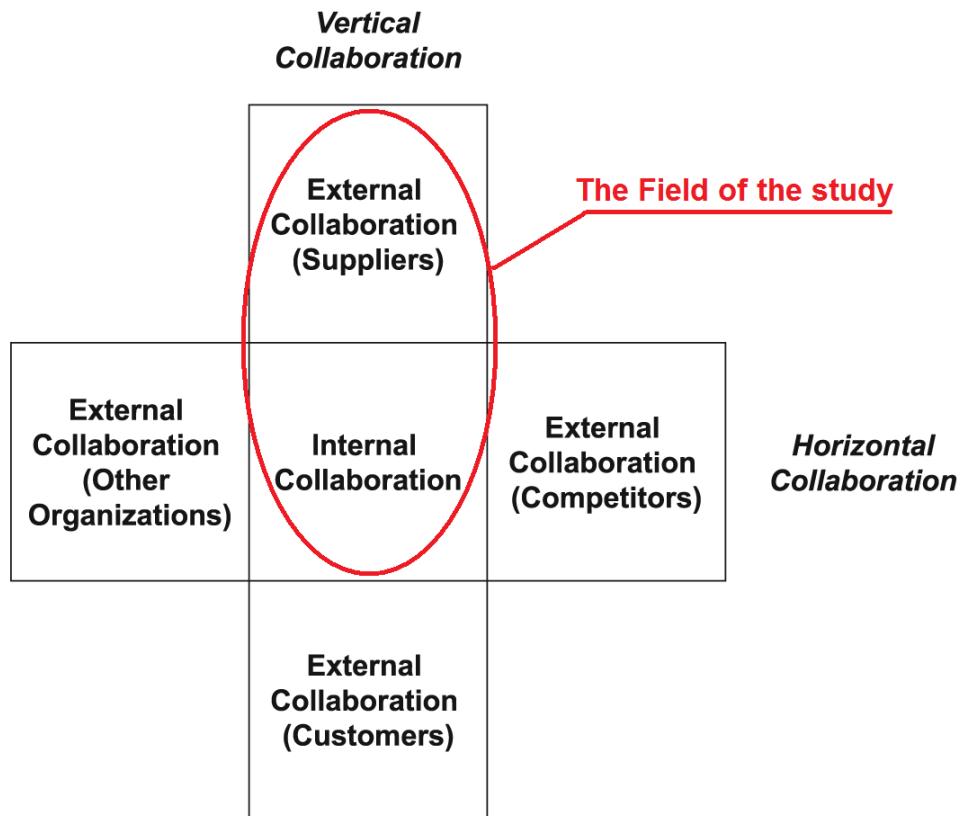 Vertical
Collaboration
External
Collaboration
(Suppliers)
The Field of the study
External
Collaboration
(Other
Organizations)
Internal
Collaboration
External
Collaboration
(Competitors)
Horizontal
Collaboration
External
Collaboration
(Customers)